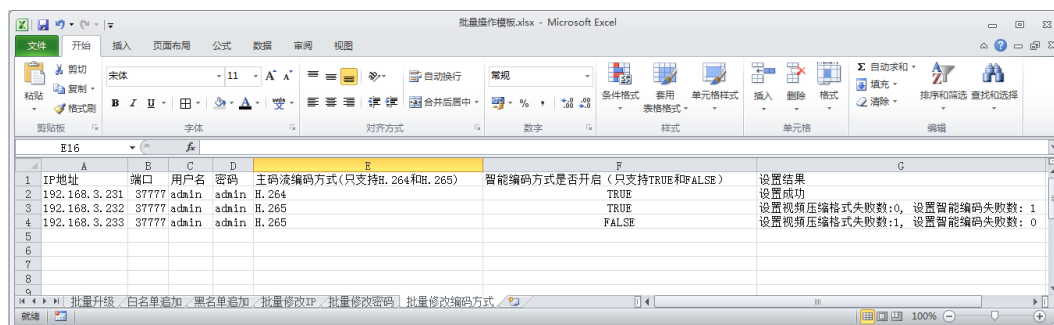 批量操作模板.xlsx - Microsoft Excel
文件 开始 插入 页面布局 公式 数据 审阅 视图
剪切 复制 格式刷 粘贴 剪贴板
宋体 11 A A
B I U A 字体
自动换行 合并后居中 对齐方式
常规 % , 数字
条件格式 套用表格格式 单元格样式 样式
插入 删除 格式 单元格
Σ 自动求和 填充 清除 排序和筛选 查找和选择 编辑
E16 fx
A B C D E F G
1 IP地址 端口 用户名 密码 主码流编码方式(只支持H.264和H.265) 智能编码方式是否开启(只支持TRUE和FALSE) 设置结果
2 192.168.3.231 37777 admin admin H.264 TRUE 设置成功
3 192.168.3.232 37777 admin admin H.265 TRUE 设置视频压缩格式失败数:0, 设置智能编码失败数: 1
4 192.168.3.233 37777 admin admin H.265 FALSE 设置视频压缩格式失败数:1, 设置智能编码失败数: 0
5
6
7
8
9
批量升级 白名单追加 黑名单追加 批量修改IP 批量修改密码 批量修改编码方式
就绪 100%